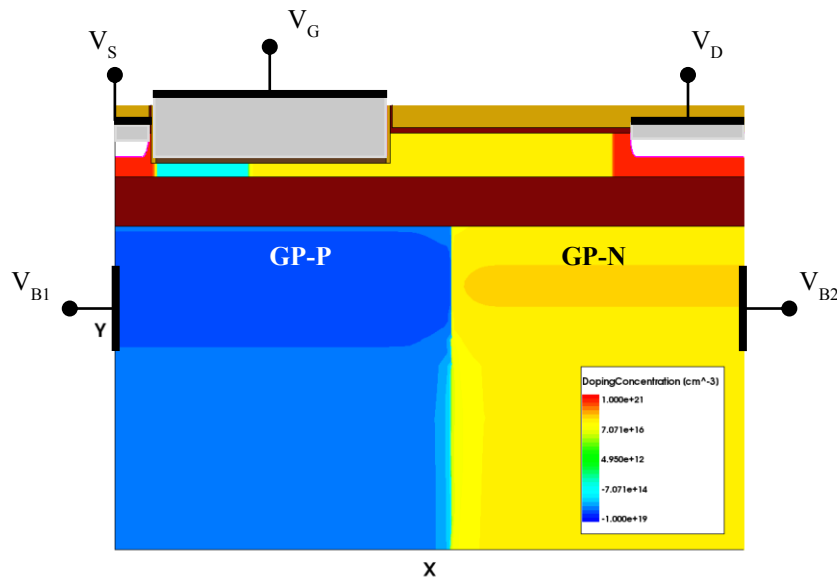 V_G
V_S
V_D
GP-P
GP-N
V_B1
V_B2
Y
DopingConcentration (cm^-3)
1.000e+21
7.071e+16
4.950e+12
-7.071e+14
-1.000e+19
X